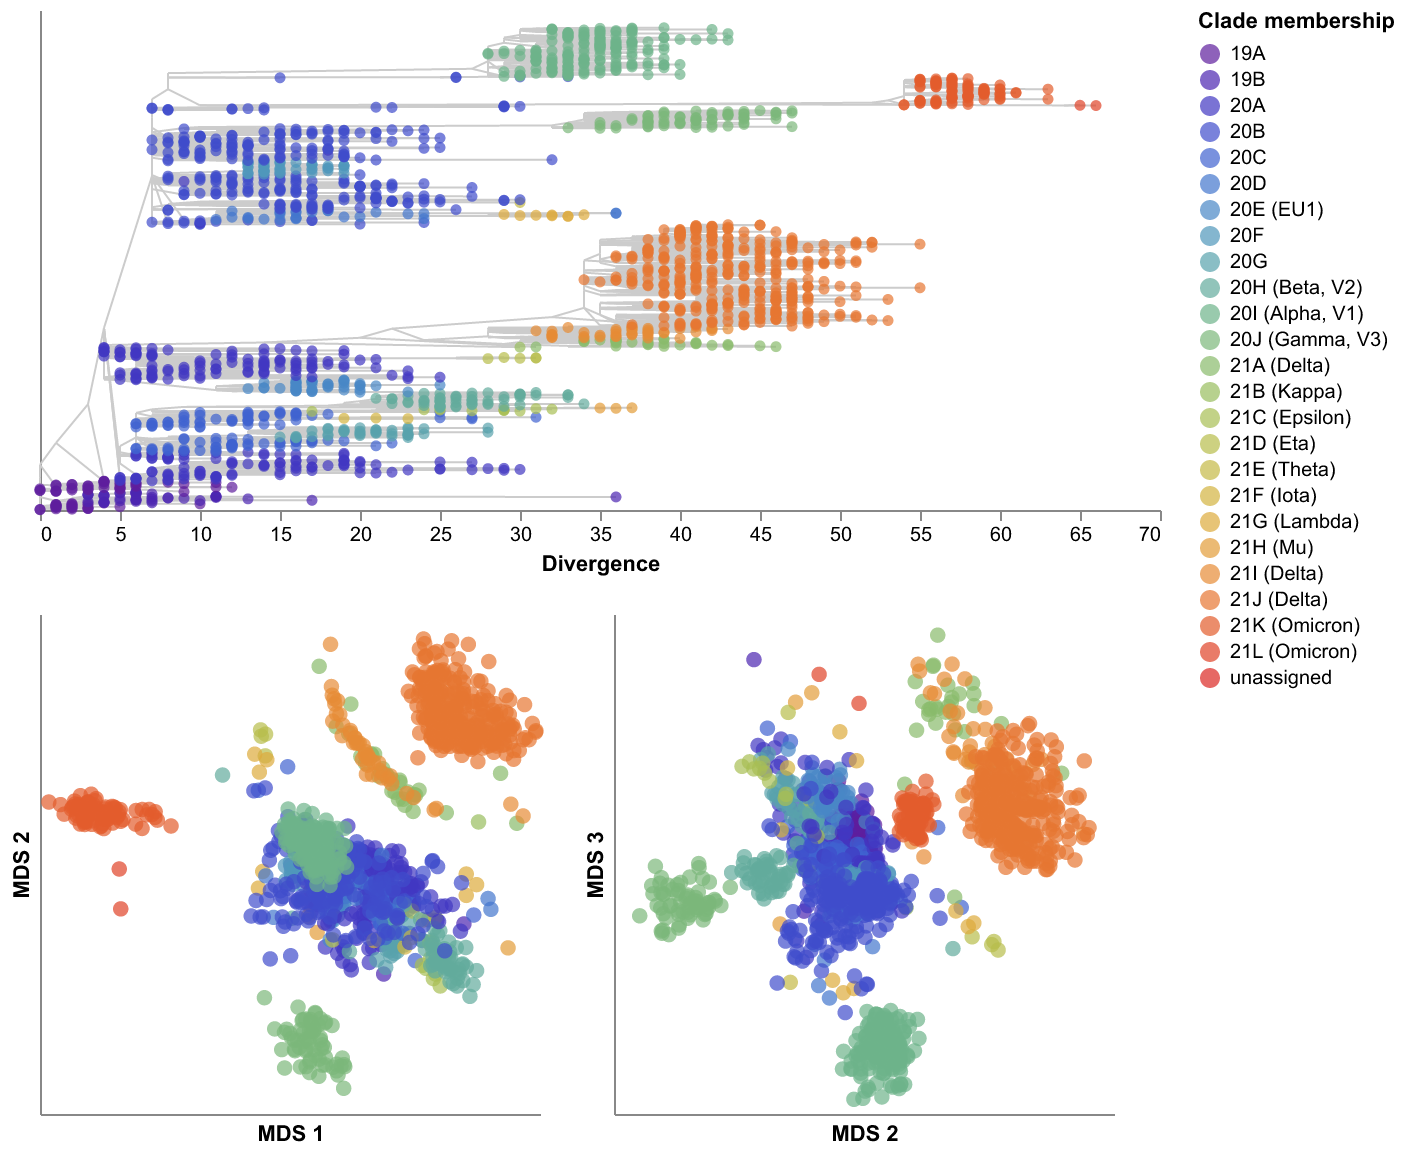 Clade membership
19A
19B
20A
20B
20C
20D
20E (EU1)
20F
20G
20H (Beta, V2)
20I (Alpha, V1)
20J (Gamma, V3)
21A (Delta)
21B (Kappa)
21C (Epsilon)
21D (Eta)
21E (Theta)
21F (Iota)
21G (Lambda)
21H (Mu)
21I (Delta)
21J (Delta)
21K (Omicron)
21L (Omicron)
unassigned
0 5 10 15 20 25 30 35 40 45 50 55 60 65 70
Divergence
MDS 2
MDS 1
MDS 3
MDS 2